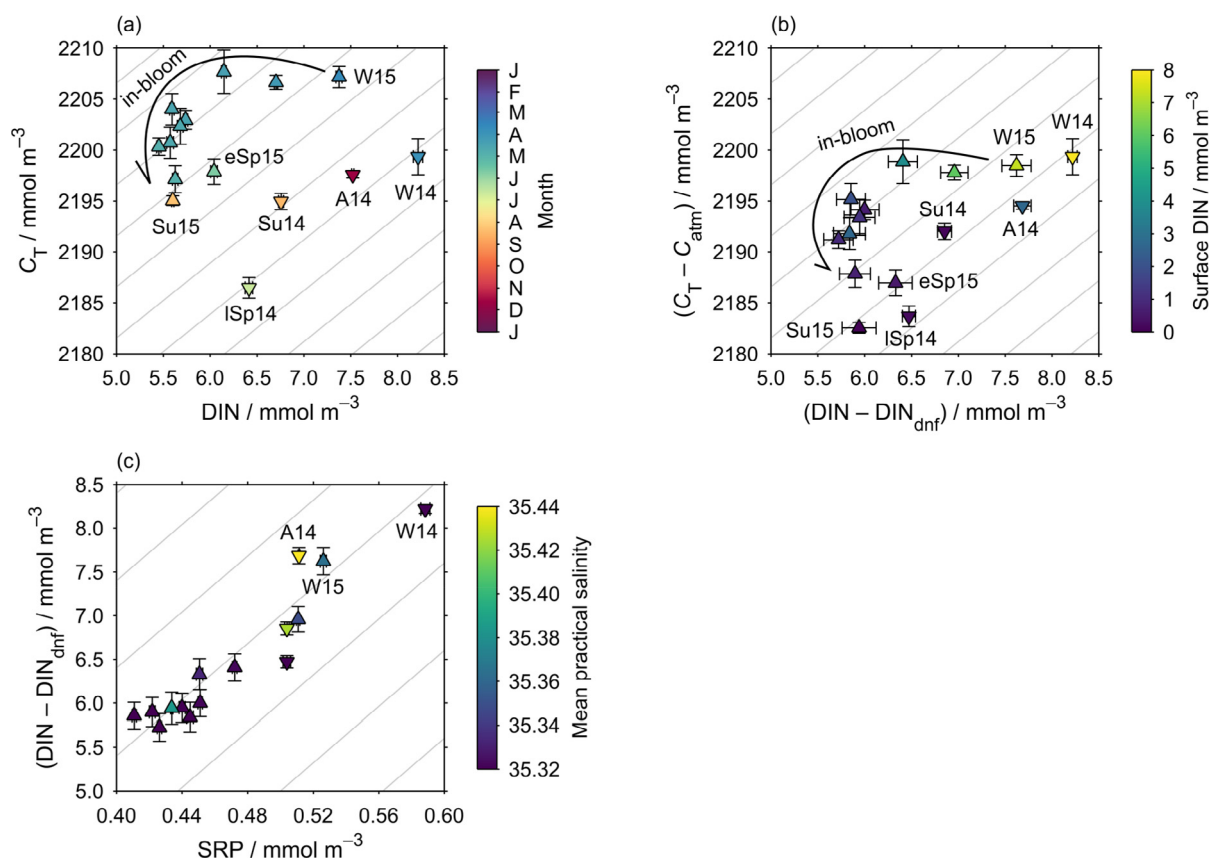 (a)
2210
2205
2200
2195
2190
2185
2180
C_T / mmol m⁻³
5.0 5.5 6.0 6.5 7.0 7.5 8.0 8.5
DIN / mmol m⁻³
in-bloom
W15
eSp15
Su15
Su14
A14
W14
lSp14
J
F
M
A
M
J
J
A
S
O
N
D
J
Month
(b)
2210
2205
2200
2195
2190
2185
2180
(C_T – C_atm) / mmol m⁻³
5.0 5.5 6.0 6.5 7.0 7.5 8.0 8.5
(DIN – DIN_dnf) / mmol m⁻³
in-bloom
W15
W14
Su14
A14
eSp15
Su15
lSp14
8
7
6
5
4
3
2
1
0
Surface DIN / mmol m⁻³
(c)
8.5
8.0
7.5
7.0
6.5
6.0
5.5
5.0
(DIN – DIN_dnf) / mmol m⁻³
0.40 0.44 0.48 0.52 0.56 0.60
SRP / mmol m⁻³
A14
W14
W15
35.44
35.42
35.40
35.38
35.36
35.34
35.32
Mean practical salinity